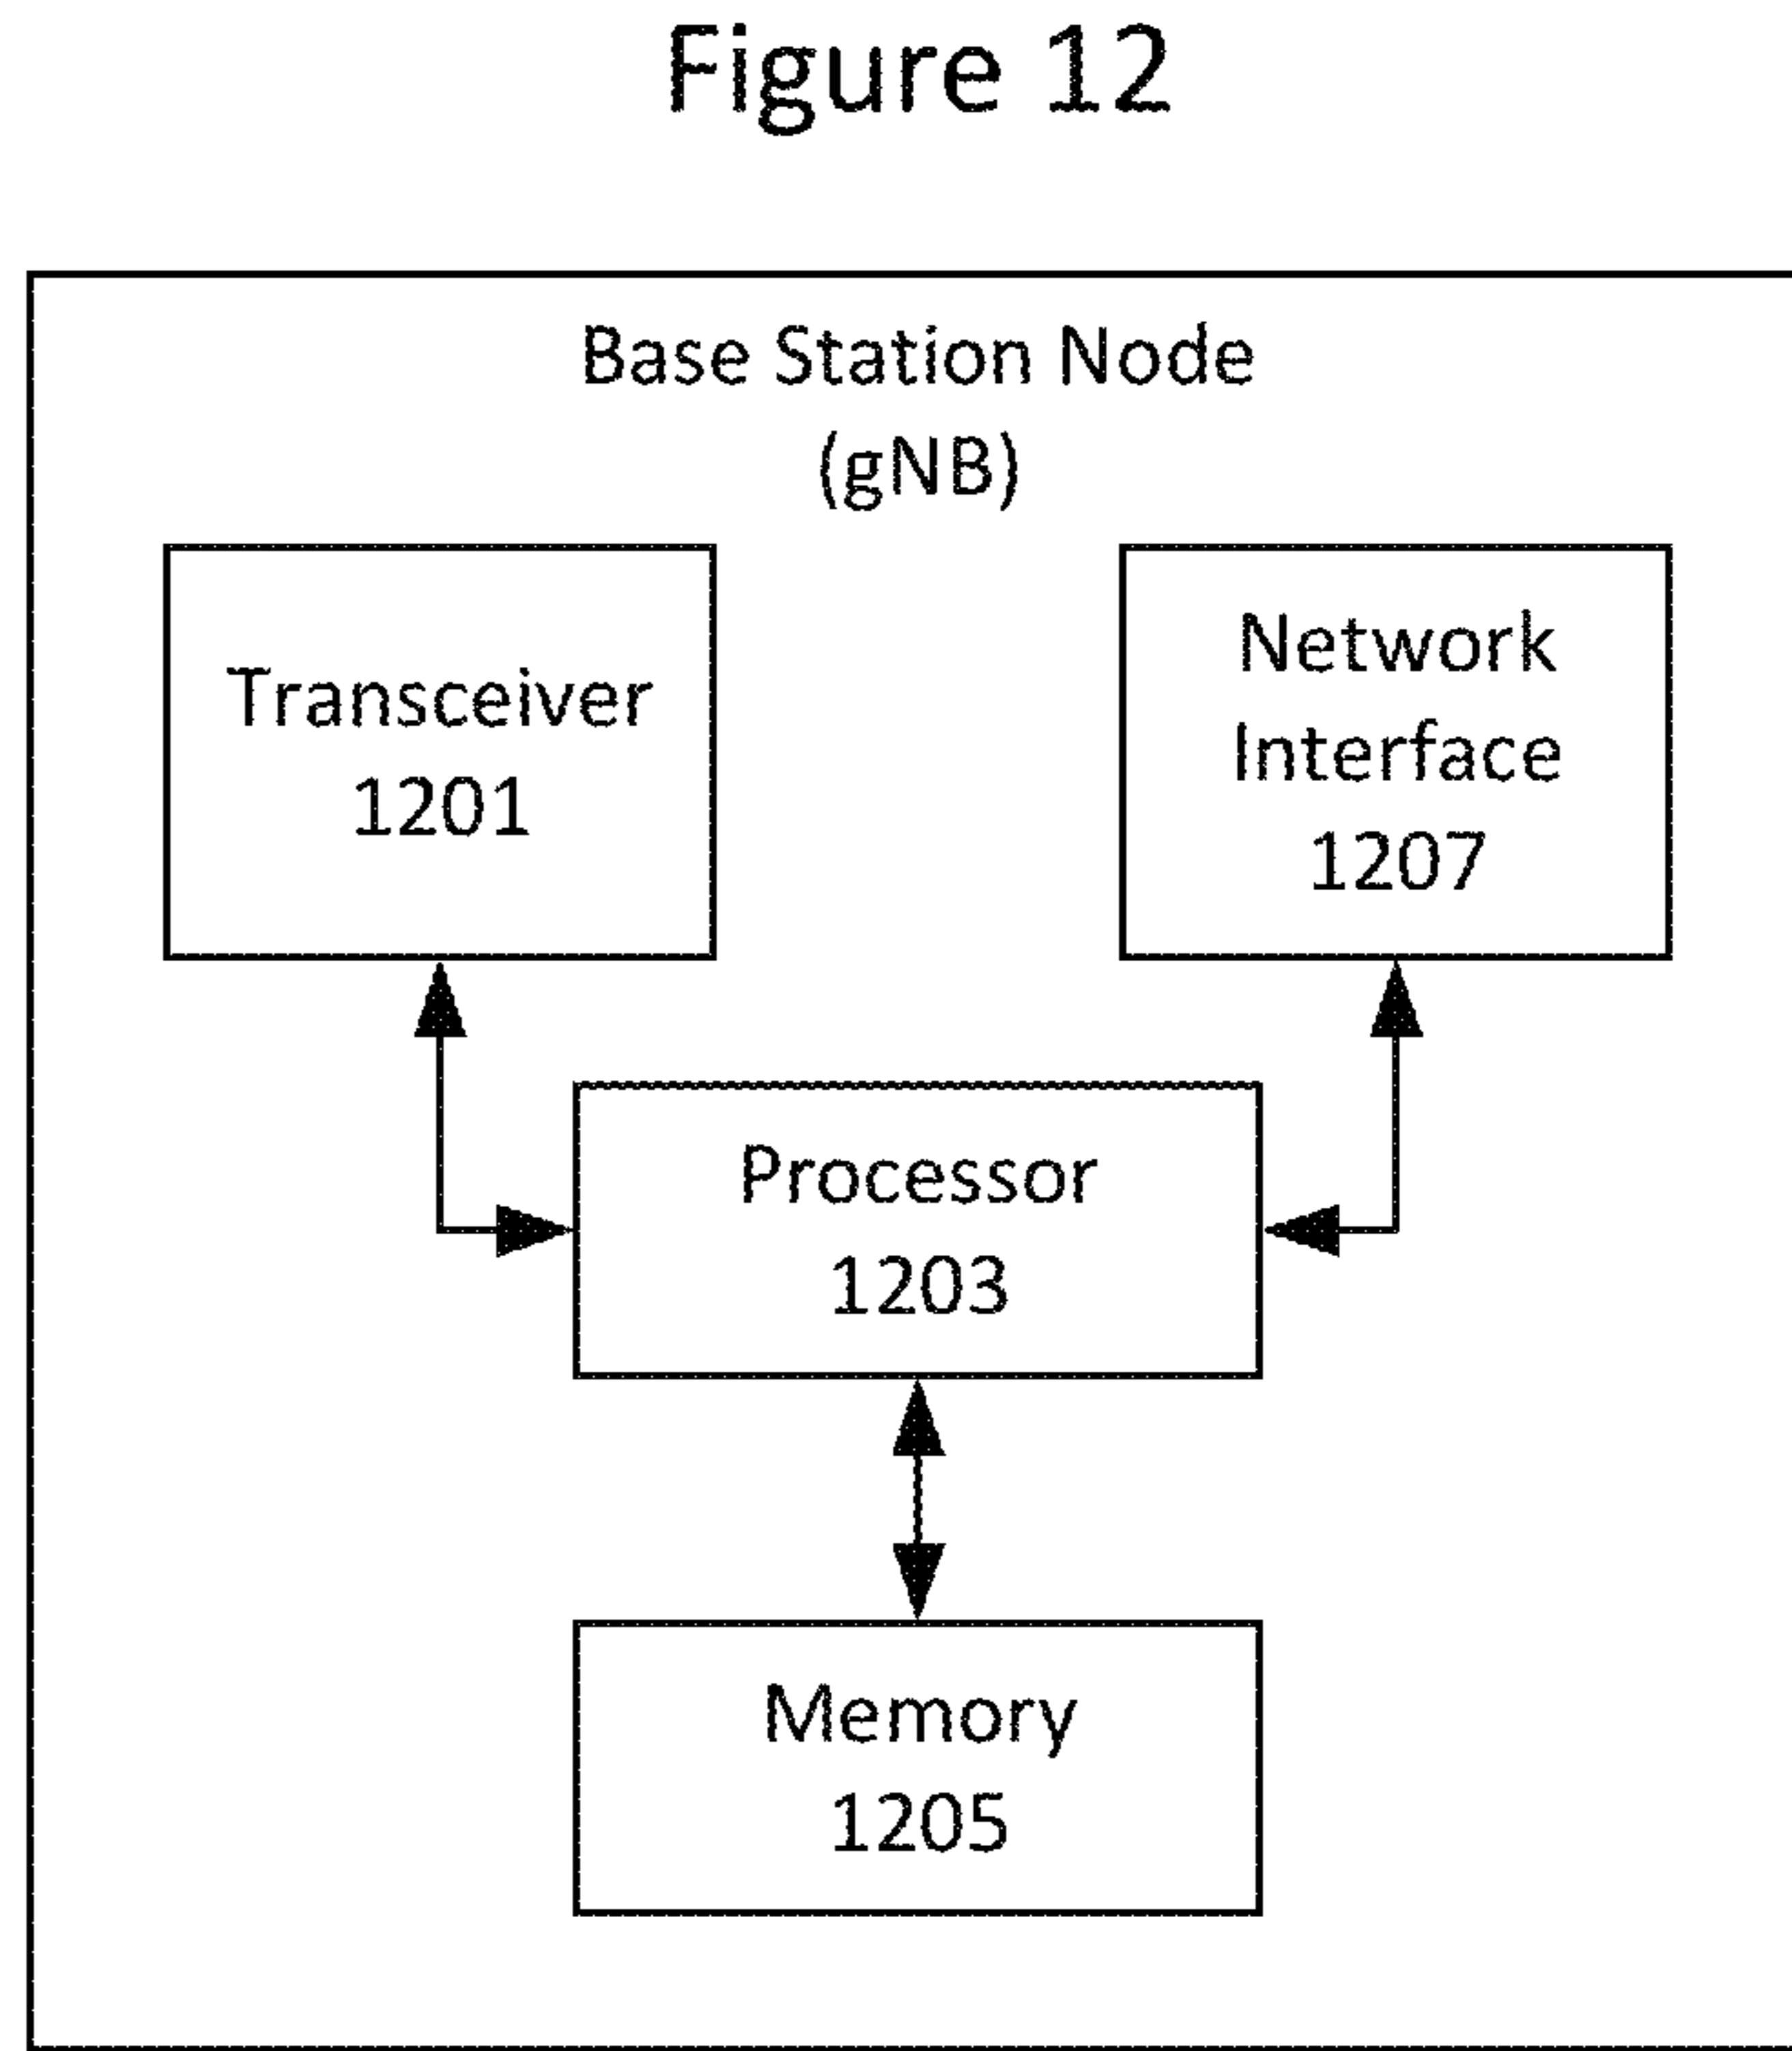 Figure 12
Base Station Node
(gNB)
Transceiver
1201
Network
Interface
1207
Processor
1203
Memory
1205